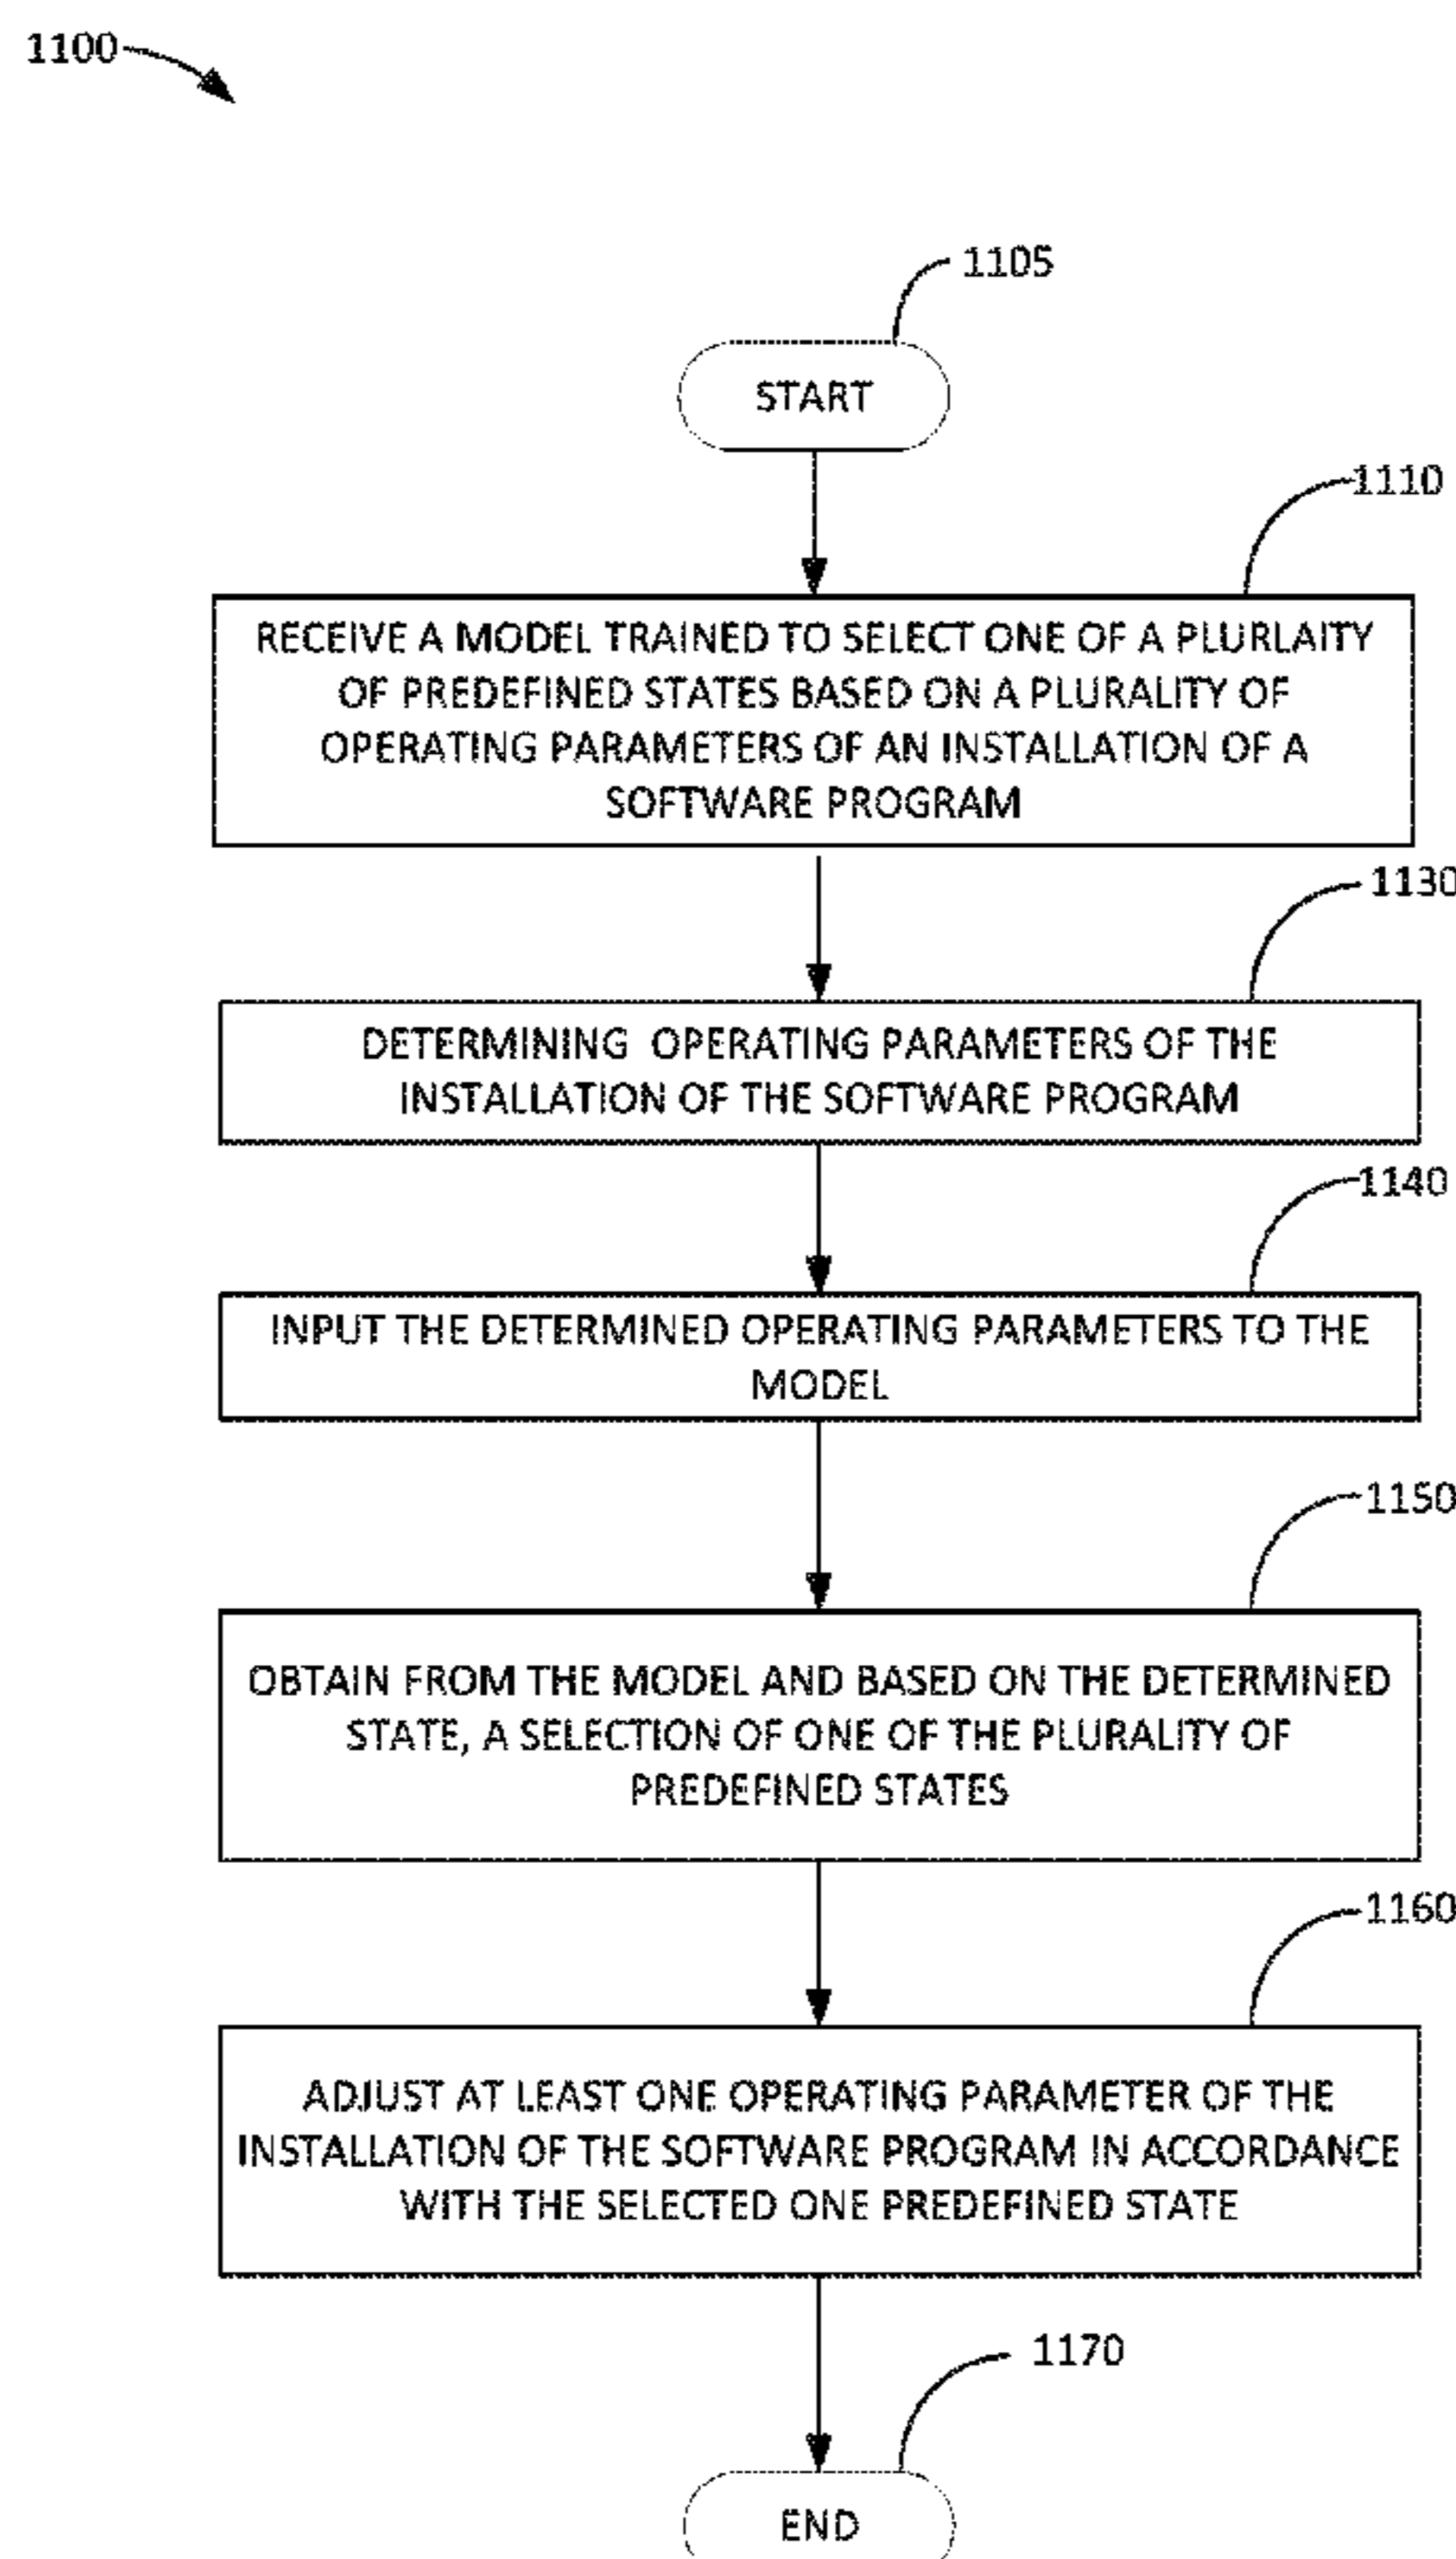 1100
1105
START
1110
RECEIVE A MODEL TRAINED TO SELECT ONE OF A PLURLAITY
OF PREDEFINED STATES BASED ON A PLURALITY OF
OPERATING PARAMETERS OF AN INSTALLATION OF A
SOFTWARE PROGRAM
1130
DETERMINING OPERATING PARAMETERS OF THE
INSTALLATION OF THE SOFTWARE PROGRAM
1140
INPUT THE DETERMINED OPERATING PARAMETERS TO THE
MODEL
1150
OBTAIN FROM THE MODEL AND BASED ON THE DETERMINED
STATE, A SELECTION OF ONE OF THE PLURALITY OF
PREDEFINED STATES
1160
ADJUST AT LEAST ONE OPERATING PARAMETER OF THE
INSTALLATION OF THE SOFTWARE PROGRAM IN ACCORDANCE
WITH THE SELECTED ONE PREDEFINED STATE
1170
END